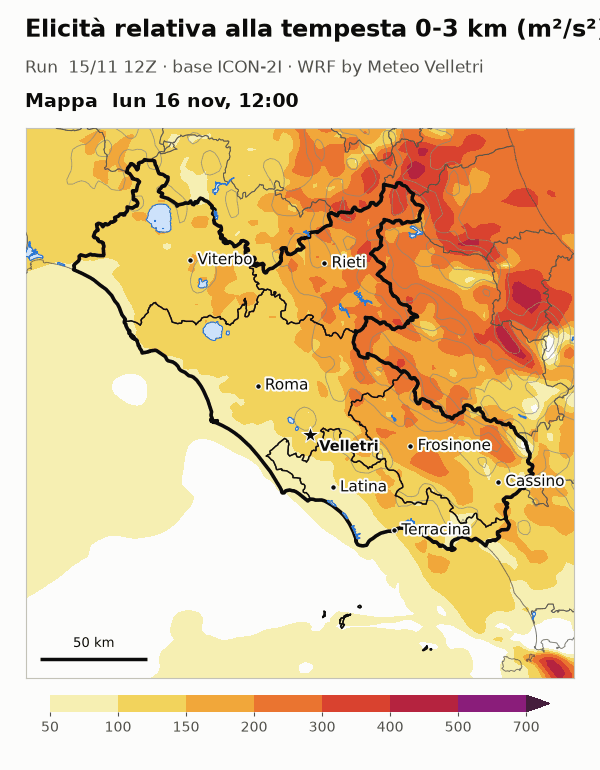 Elicità relativa alla tempesta 0-3 km (m²/s²)
Run  15/11 12Z · base ICON-2I · WRF by Meteo Velletri
Mappa  lun 16 nov, 12:00
Viterbo
Rieti
Roma
Velletri
Frosinone
Cassino
Latina
Terracina
50 km
50 100 150 200 300 400 500 700